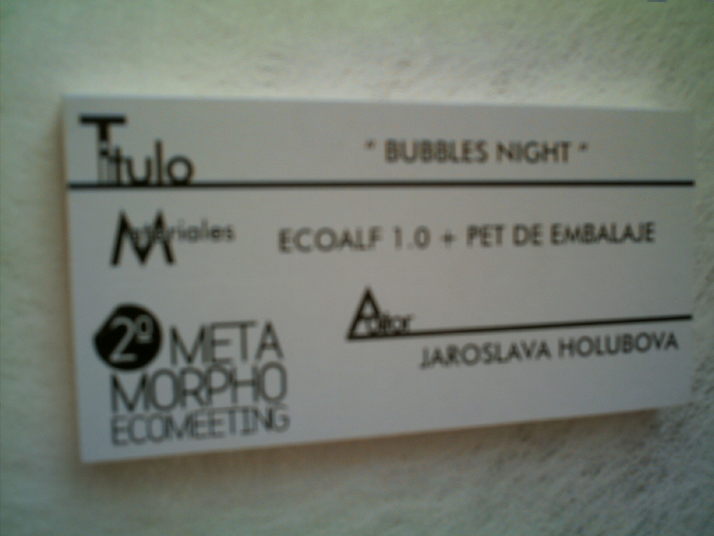 Titulo
" BUBBLES NIGHT "
Materiales
ECOALF 1.0 + PET DE EMBALAJE
Autor
JAROSLAVA HOLUBOVA
2º META
MORPHO
ECOMEETING